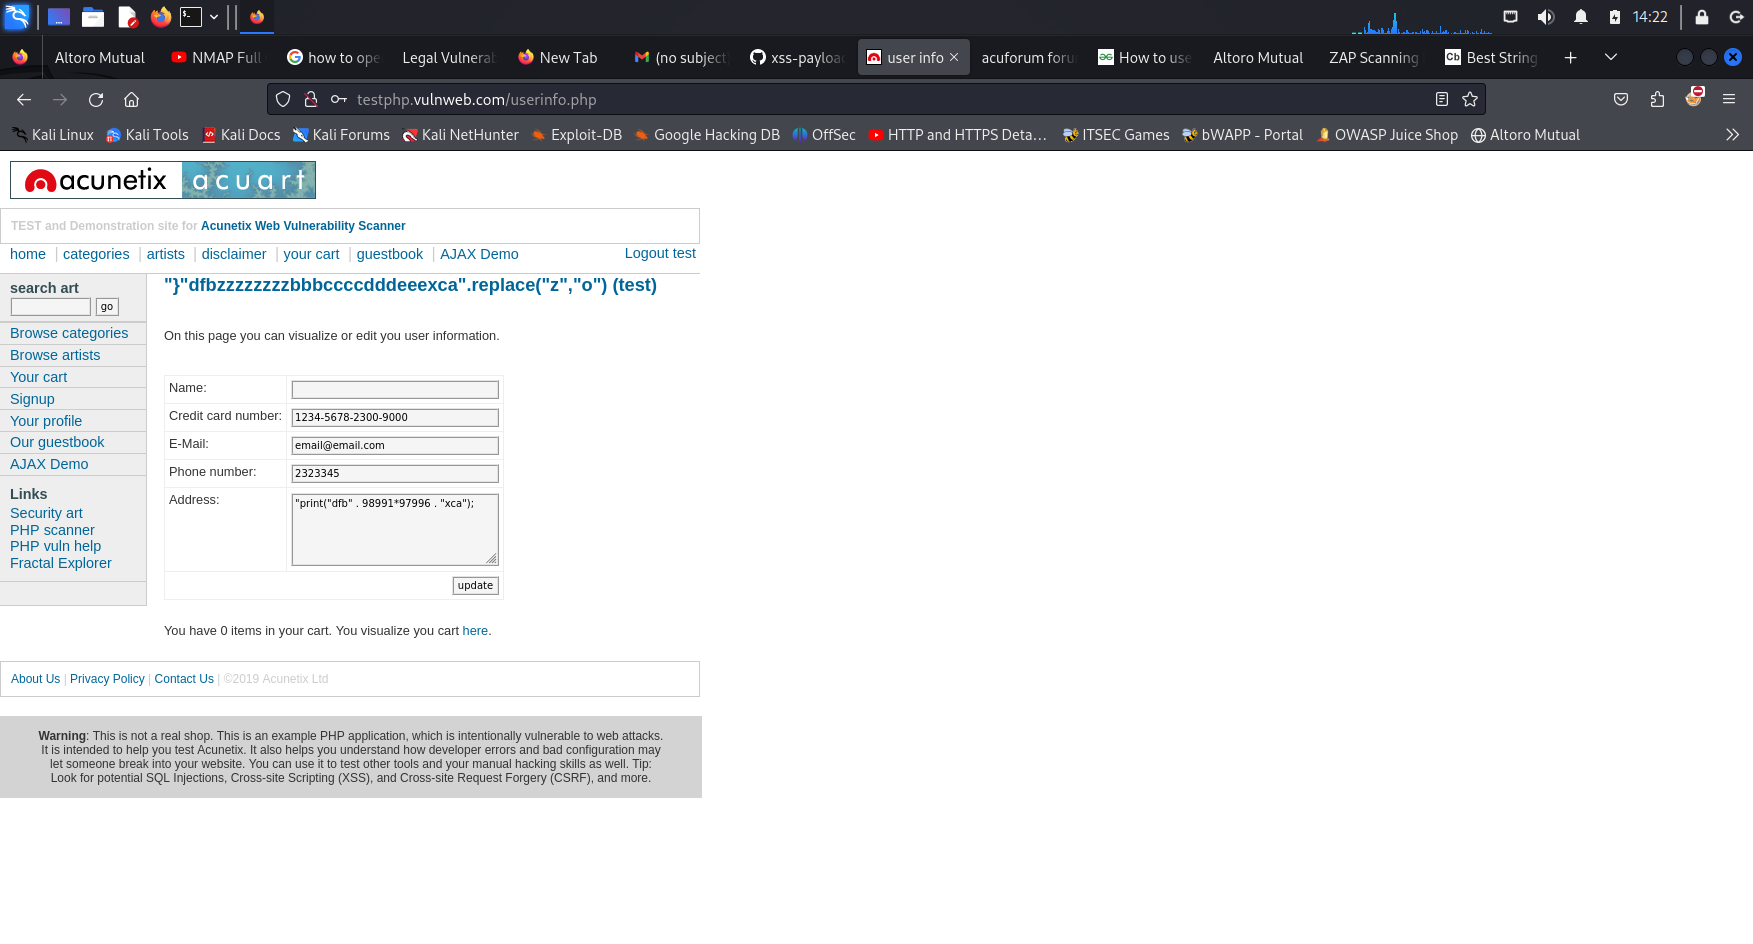 14:22
Altoro Mutual
NMAP Full
how to ope
Legal Vulnera
New Tab
(no subject
xss-payloa
user info
acuforum foru
How to use
Altoro Mutual
ZAP Scanning
Cb Best String
testphp.vulnweb.com/userinfo.php
Kali Linux
Kali Tools
Kali Docs
Kali Forums
Kali NetHunter
Exploit-DB
Google Hacking DB
OffSec
HTTP and HTTPS Deta…
ITSEC Games
bWAPP - Portal
OWASP Juice Shop
Altoro Mutual
acunetix acuart
TEST and Demonstration site for Acunetix Web Vulnerability Scanner
home | categories | artists | disclaimer | your cart | guestbook | AJAX Demo
Logout test
search art
go
Browse categories
Browse artists
Your cart
Signup
Your profile
Our guestbook
AJAX Demo
Links
Security art
PHP scanner
PHP vuln help
Fractal Explorer
"}"dfbzzzzzzzzbbbccccdddeeexca".replace("z","o") (test)
On this page you can visualize or edit you user information.
Name:
Credit card number: 1234-5678-2300-9000
E-Mail: email@email.com
Phone number: 2323345
Address: "print("dfb" . 98991*97996 . "xca");
update
You have 0 items in your cart. You visualize you cart here.
About Us | Privacy Policy | Contact Us | ©2019 Acunetix Ltd
Warning: This is not a real shop. This is an example PHP application, which is intentionally vulnerable to web attacks.
It is intended to help you test Acunetix. It also helps you understand how developer errors and bad configuration may
let someone break into your website. You can use it to test other tools and your manual hacking skills as well. Tip:
Look for potential SQL Injections, Cross-site Scripting (XSS), and Cross-site Request Forgery (CSRF), and more.